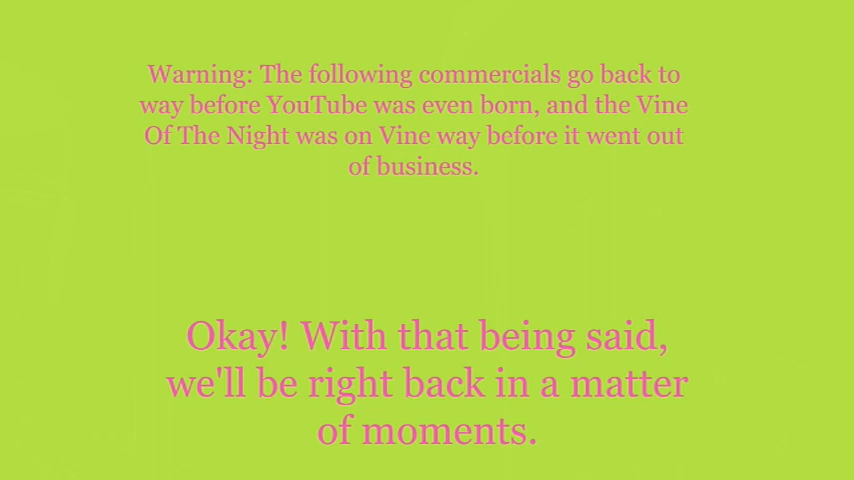 Warning: The following commercials go back to
way before YouTube was even born, and the Vine
Of The Night was on Vine way before it went out
of business.
Okay! With that being said,
we'll be right back in a matter
of moments.